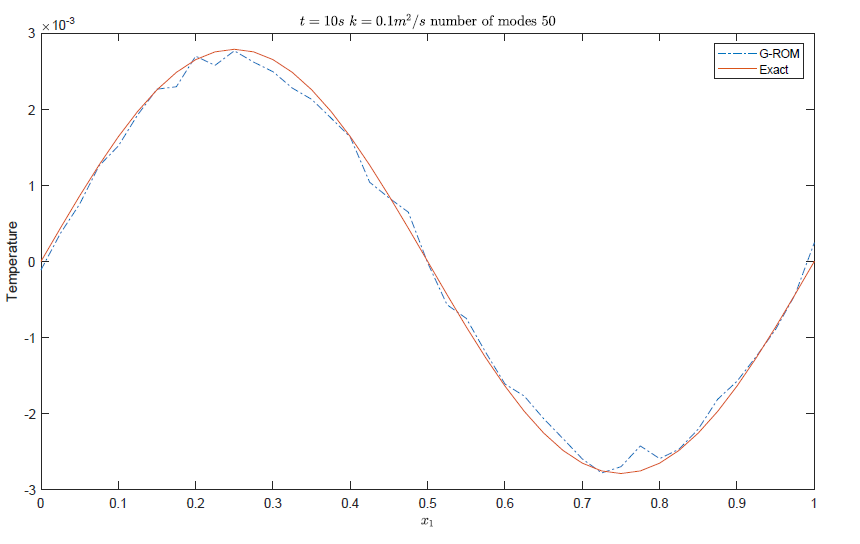 t = 10s k = 0.1m²/s number of modes 50
×10⁻³
3
2
1
0
-1
-2
-3
Temperature
0 0.1 0.2 0.3 0.4 0.5 0.6 0.7 0.8 0.9 1
x₁
G-ROM
Exact